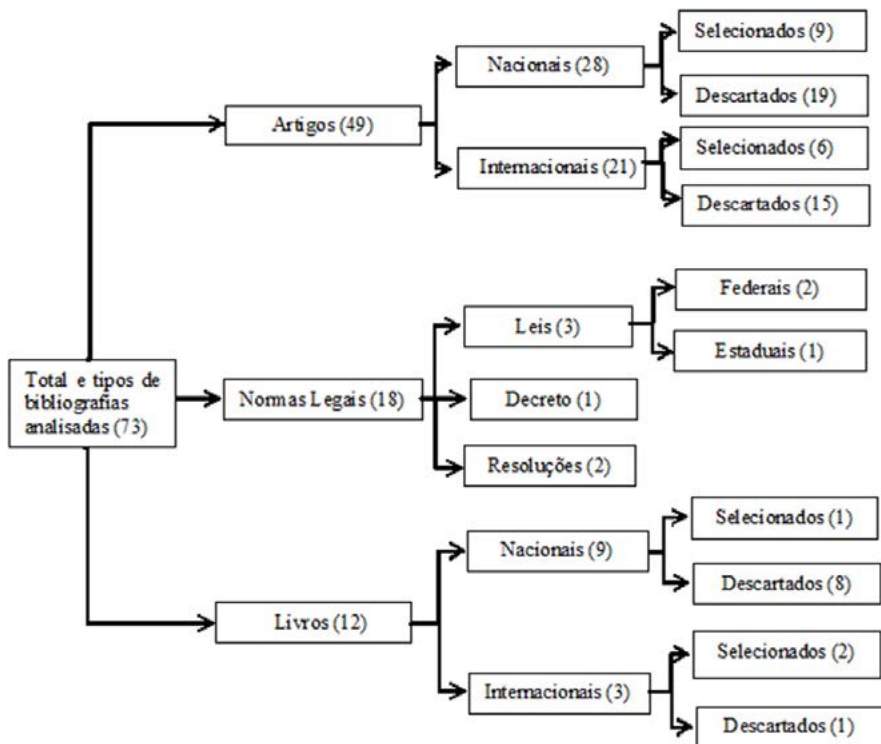 Total e tipos de
bibliografias
analisadas (73)
Artigos (49)
Nacionais (28)
Selecionados (9)
Descartados (19)
Internacionais (21)
Selecionados (6)
Descartados (15)
Normas Legais (18)
Leis (3)
Federais (2)
Estaduais (1)
Decreto (1)
Resoluções (2)
Livros (12)
Nacionais (9)
Selecionados (1)
Descartados (8)
Internacionais (3)
Selecionados (2)
Descartados (1)